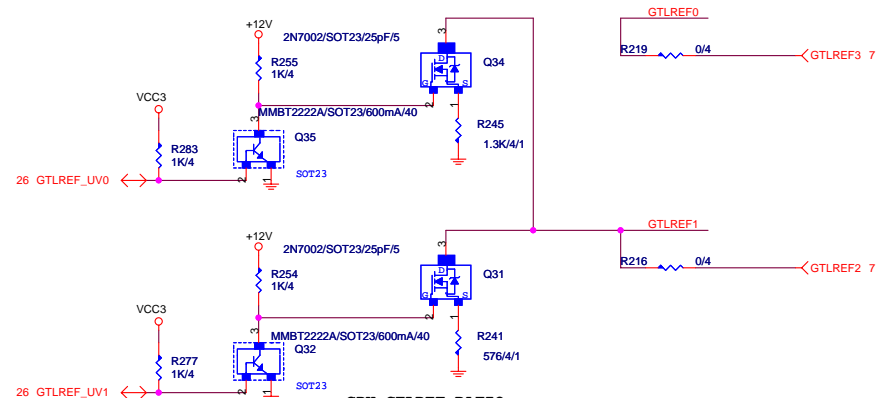 GTLREF0
+12V
2N7002/SOT23/25pF/5
R219
0/4
GTLREF3 7
R255
1K/4
3
D
Q34
G
S
2
1
VCC3
MMBT2222A/SOT23/600mA/40
3
Q35
R245
1.3K/4/1
R283
1K/4
SOT23
26 GTLREF_UV0
2
1
+12V
2N7002/SOT23/25pF/5
3
GTLREF1
R216
0/4
GTLREF2 7
R254
1K/4
D
Q31
G
S
2
1
VCC3
MMBT2222A/SOT23/600mA/40
3
Q32
R241
576/4/1
R277
1K/4
SOT23
26 GTLREF_UV1
2
1